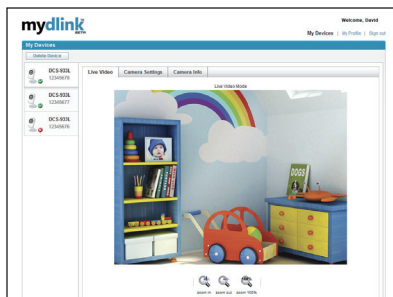 mydlink
BETA
Welcome, David
My Devices | My Profile | Sign out
My Devices
Delete Device
DCS-933L
12345678
DCS-933L
12345677
DCS-933L
12345676
Live Video
Camera Settings
Camera Info
Live Video Mode
DOGS
zoom in
zoom out
zoom 100%